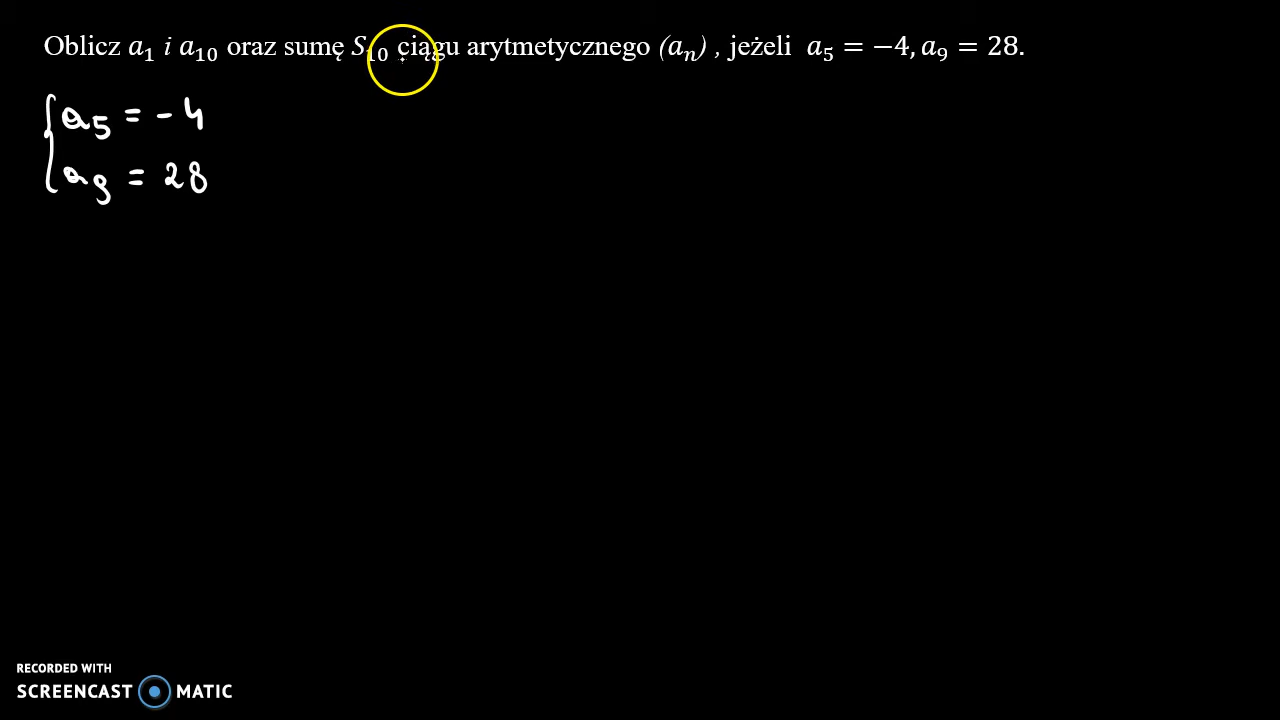 Oblicz a₁ i a₁₀ oraz sumę S₁₀ ciągu arytmetycznego (aₙ) , jeżeli a₅ = −4, a₉ = 28.
a₅ = - 4
a₉ = 28
RECORDED WITH
SCREENCAST MATIC